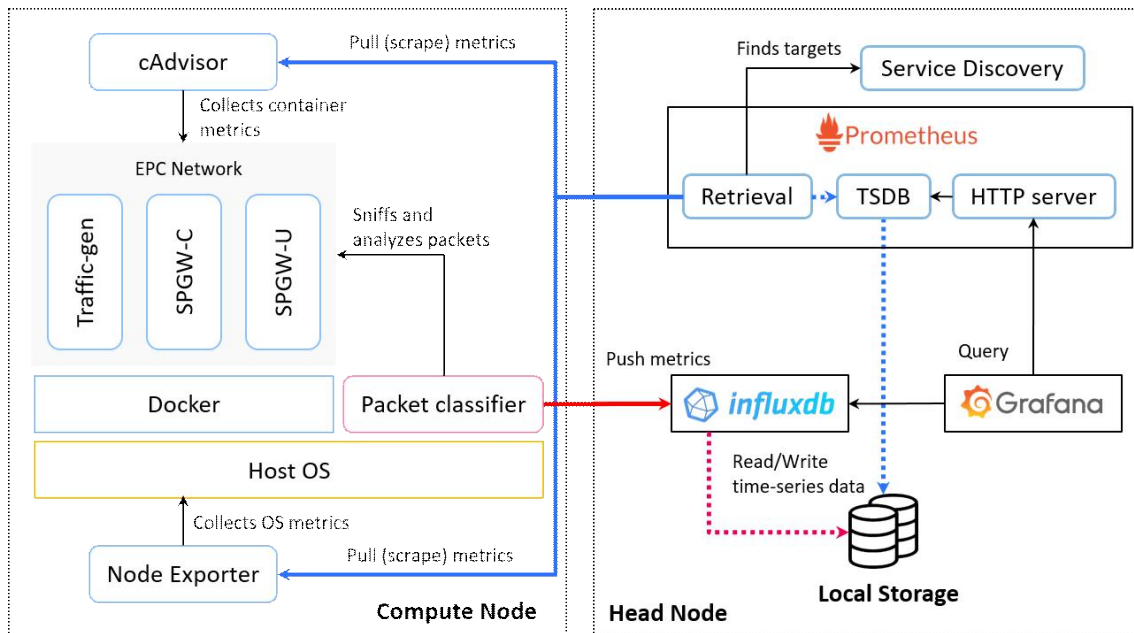 cAdvisor
Pull (scrape) metrics
Collects container
metrics
EPC Network
Traffic-gen
SPGW-C
SPGW-U
Sniffs and
analyzes packets
Docker
Packet classifier
Host OS
Collects OS metrics
Node Exporter
Pull (scrape) metrics
Compute Node
Finds targets
Service Discovery
Prometheus
Retrieval
TSDB
HTTP server
Push metrics
Query
influxdb
Grafana
Read/Write
time-series data
Local Storage
Head Node